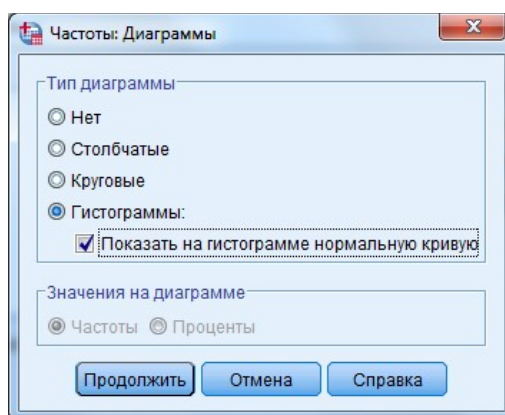 Частоты: Диаграммы
Тип диаграммы
Нет
Столбчатые
Круговые
Гистограммы:
Показать на гистограмме нормальную кривую
Значения на диаграмме
Частоты Проценты
Продолжить Отмена Справка